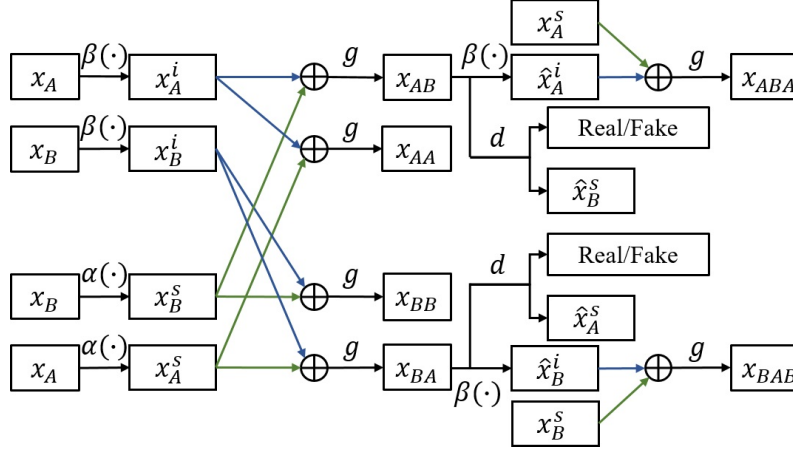 x_A^s
x_A β(·) x_A^i ⊕ g x_AB β(·) x̂_A^i ⊕ g x_ABA
x_B β(·) x_B^i ⊕ g x_AA d Real/Fake
x̂_B^s
d Real/Fake
x_B α(·) x_B^s ⊕ g x_BB
x̂_A^s
x_A α(·) x_A^s ⊕ g x_BA β(·) x̂_B^i ⊕ g x_BAB
x_B^s